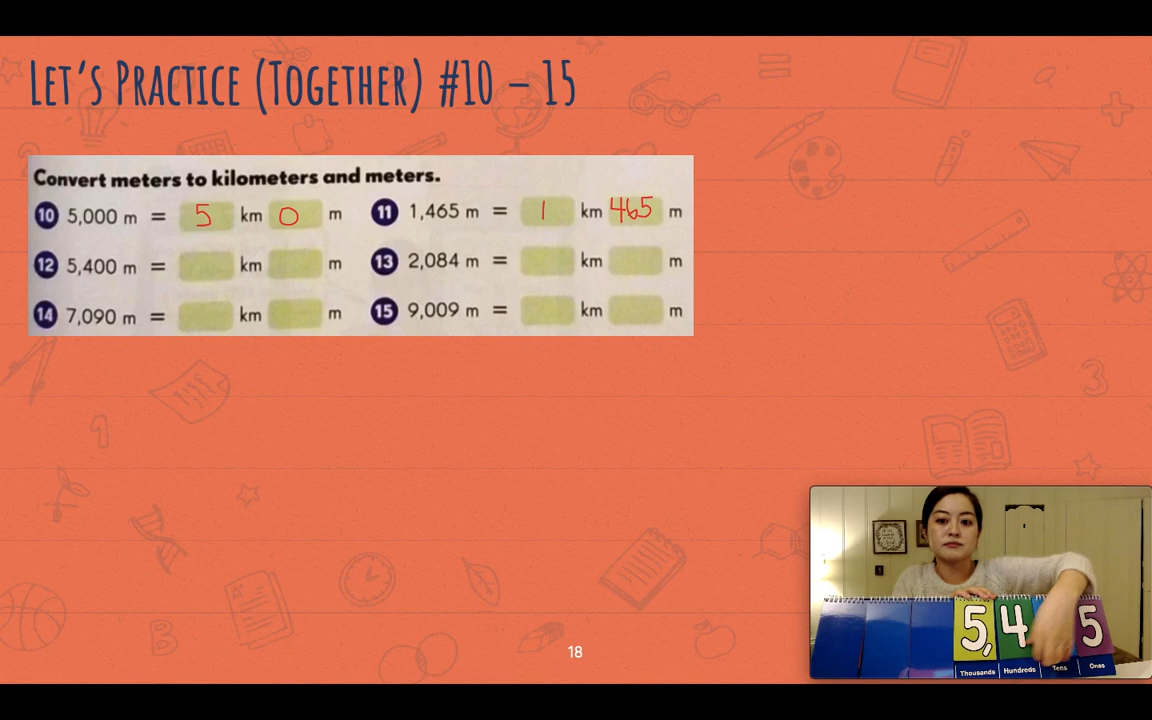 LET'S PRACTICE (TOGETHER) #10 – 15
Convert meters to kilometers and meters.
10 5,000 m = 5 km 0 m
11 1,465 m = 1 km 465 m
12 5,400 m = km m
13 2,084 m = km m
14 7,090 m = km m
15 9,009 m = km m
5,4 5
Thousands Hundreds Tens Ones
18